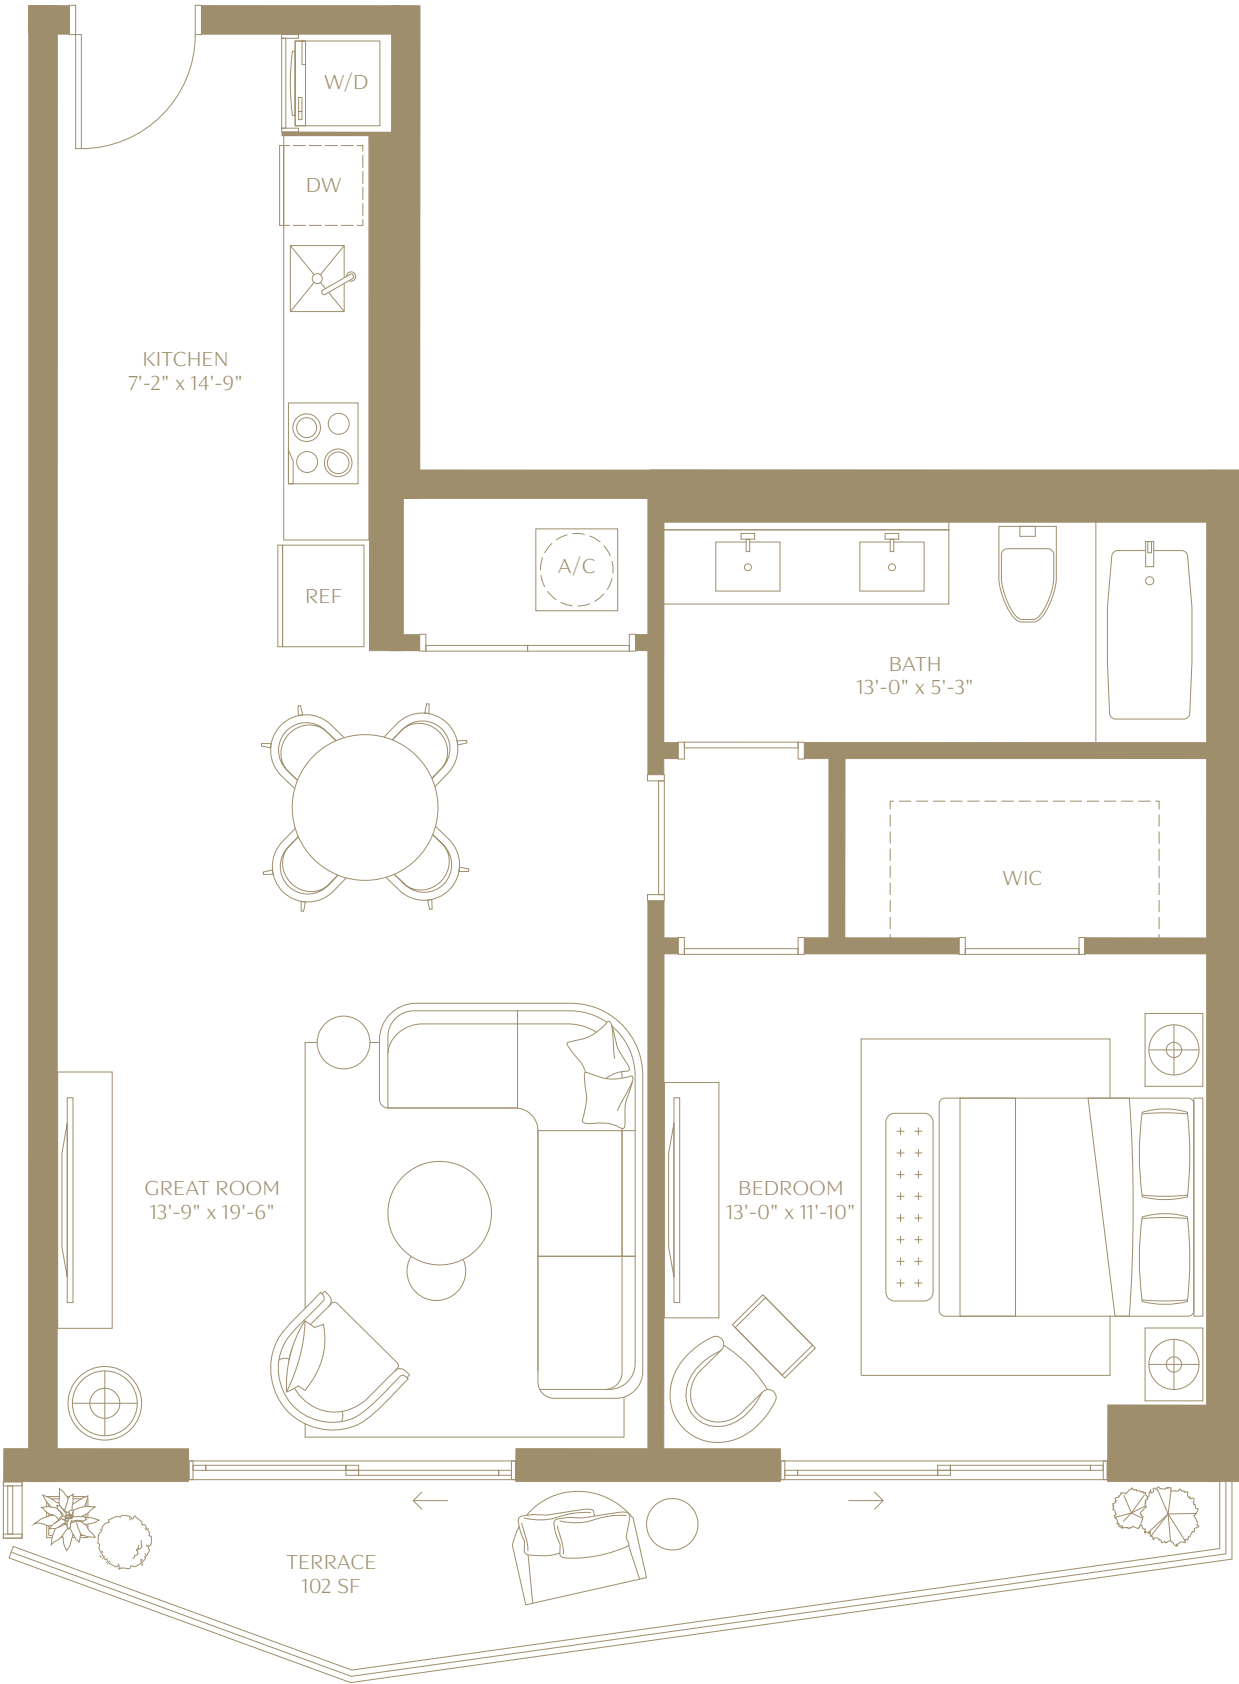 W/D
DW
KITCHEN
7'-2" x 14'-9"
A/C
REF
BATH
13'-0" x 5'-3"
WIC
GREAT ROOM
13'-9" x 19'-6"
BEDROOM
13'-0" x 11'-10"
TERRACE
102 SF